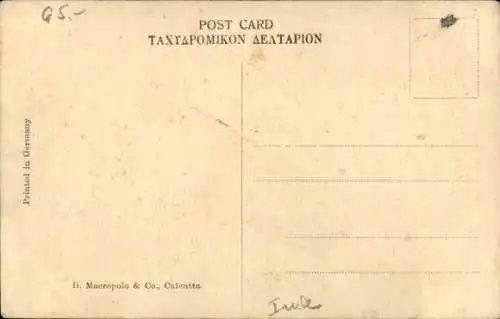 65.-
POST CARD
ΤΑΧΥΔΡΟΜΙΚΟΝ ΔΕΛΤΑΡΙΟΝ
Printed in Germany
D. Macropolo & Co., Calcutta.
Inde